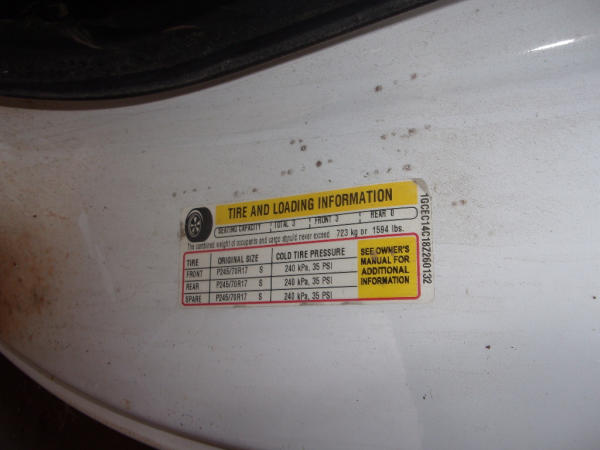 TIRE AND LOADING INFORMATION
SEATING CAPACITY TOTAL 3 FRONT 3 REAR 0
The combined weight of occupants and cargo should never exceed 723 kg or 1594 lbs.
TIRE ORIGINAL SIZE COLD TIRE PRESSURE
FRONT P245/70R17 S 240 kPa, 35 PSI
REAR P245/70R17 S 240 kPa, 35 PSI
SPARE P245/70R17 S 240 kPa, 35 PSI
SEE OWNER'S
MANUAL FOR
ADDITIONAL
INFORMATION
1GCEC14C18Z260132